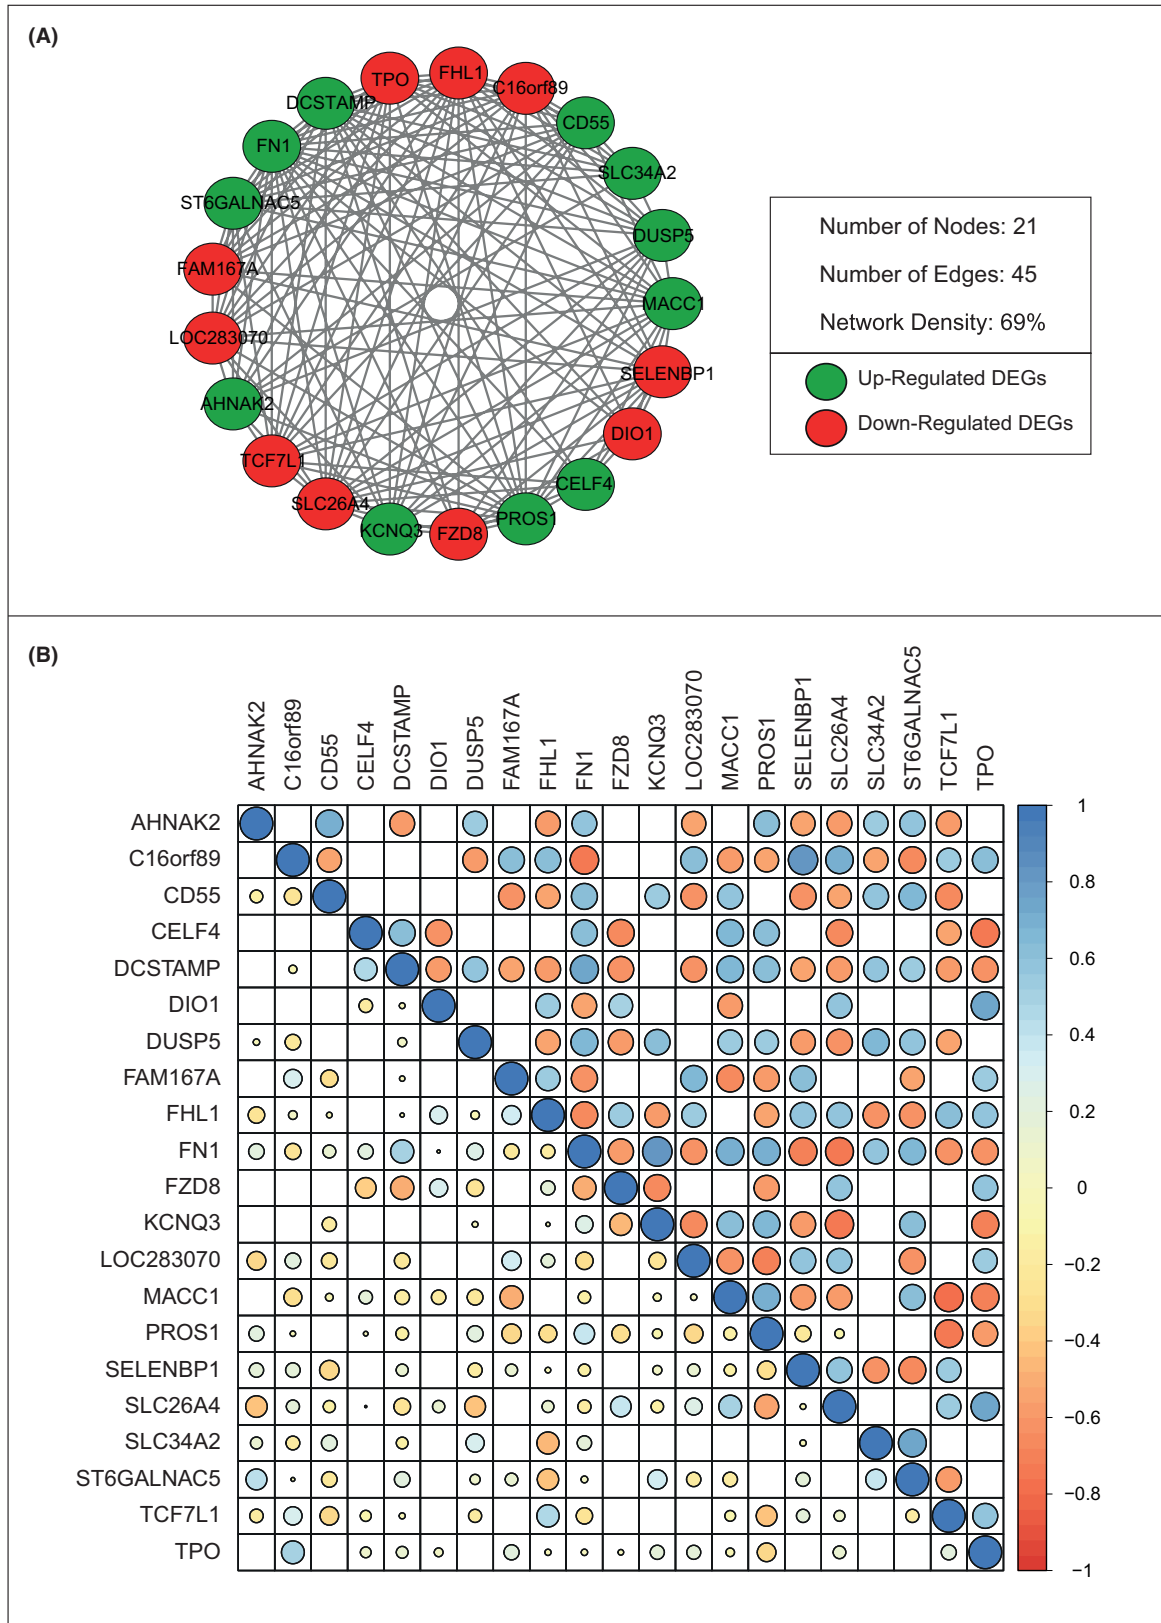 (A)
TPO
FHL1
C16orf89
DCSTAMP
CD55
FN1
SLC34A2
ST6GALNAC5
DUSP5
FAM167A
MACC1
LOC283070
SELENBP1
AHNAK2
DIO1
TCF7L1
CELF4
SLC26A4
PROS1
KCNQ3
FZD8
Number of Nodes: 21
Number of Edges: 45
Network Density: 69%
Up-Regulated DEGs
Down-Regulated DEGs
(B)
AHNAK2
C16orf89
CD55
CELF4
DCSTAMP
DIO1
DUSP5
FAM167A
FHL1
FN1
FZD8
KCNQ3
LOC283070
MACC1
PROS1
SELENBP1
SLC26A4
SLC34A2
ST6GALNAC5
TCF7L1
TPO
AHNAK2
C16orf89
CD55
CELF4
DCSTAMP
DIO1
DUSP5
FAM167A
FHL1
FN1
FZD8
KCNQ3
LOC283070
MACC1
PROS1
SELENBP1
SLC26A4
SLC34A2
ST6GALNAC5
TCF7L1
TPO
1
0.8
0.6
0.4
0.2
0
−0.2
−0.4
−0.6
−0.8
−1